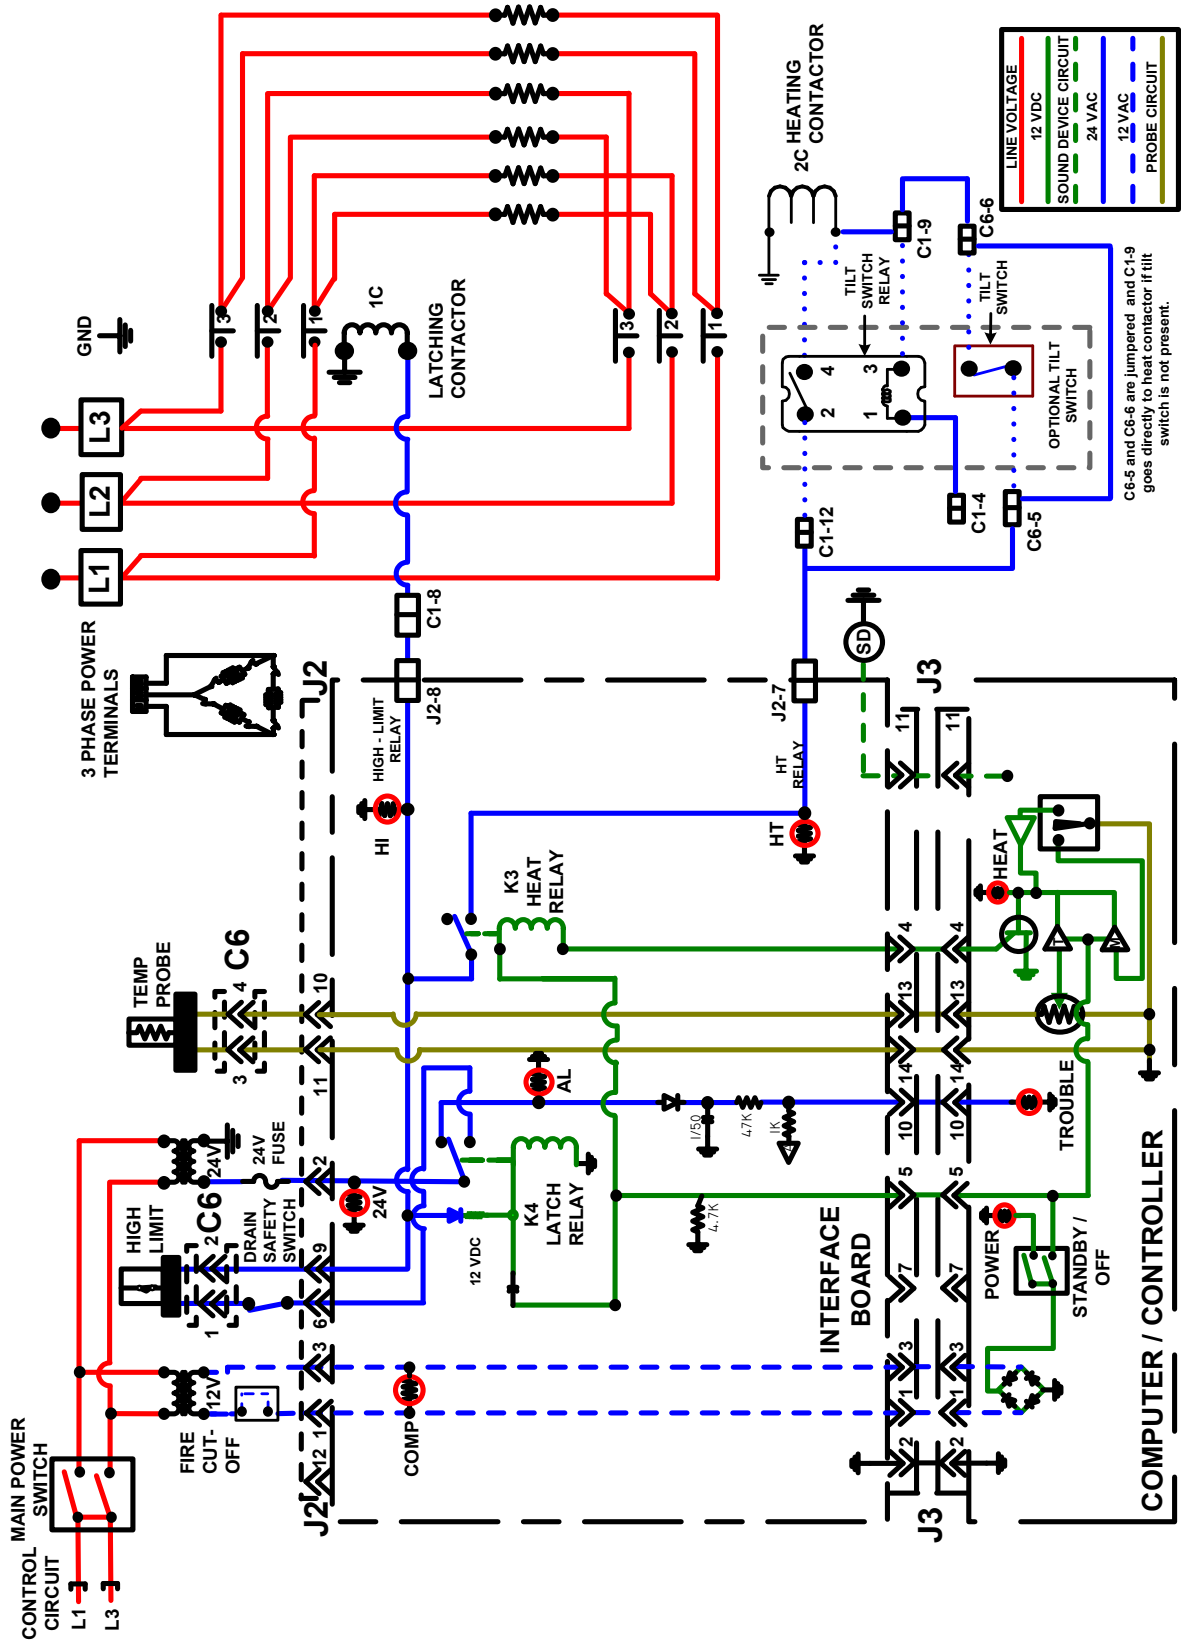 CONTROL
CIRCUIT
L1
L3
MAIN POWER
SWITCH
FIRE
CUT-
OFF
12V
HIGH
LIMIT
1
2
C6
DRAIN
SAFETY
SWITCH
24V
24V
FUSE
TEMP
PROBE
3
4
C6
3 PHASE POWER
TERMINALS
L1
L2
L3
GND
3
2
1
1C
LATCHING
CONTACTOR
3
2
1
J2
12
1
3
6
9
2
11
10
J2
COMP
24V
12 VDC
K4
LATCH
RELAY
AL
1/50
47K
1K
A
4.7K
K3
HEAT
RELAY
HI
HIGH - LIMIT
RELAY
J2-8
C1-8
HT
HT
RELAY
J2-7
SD
INTERFACE
BOARD
J3
2
1
3
7
5
10
14
13
4
11
J3
2
1
3
7
5
10
14
13
4
11
POWER
STANDBY /
OFF
TROUBLE
HEAT
T
M
COMPUTER / CONTROLLER
C1-12
C1-4
C6-5
2
4
1
3
TILT
SWITCH
RELAY
TILT
SWITCH
OPTIONAL TILT
SWITCH
2C HEATING
CONTACTOR
C1-9
C6-6
C6-5 and C6-6 are jumpered and C1-9
goes directly to heat contactor if tilt
switch is not present.
LINE VOLTAGE
12 VDC
SOUND DEVICE CIRCUIT
24 VAC
12 VAC
PROBE CIRCUIT